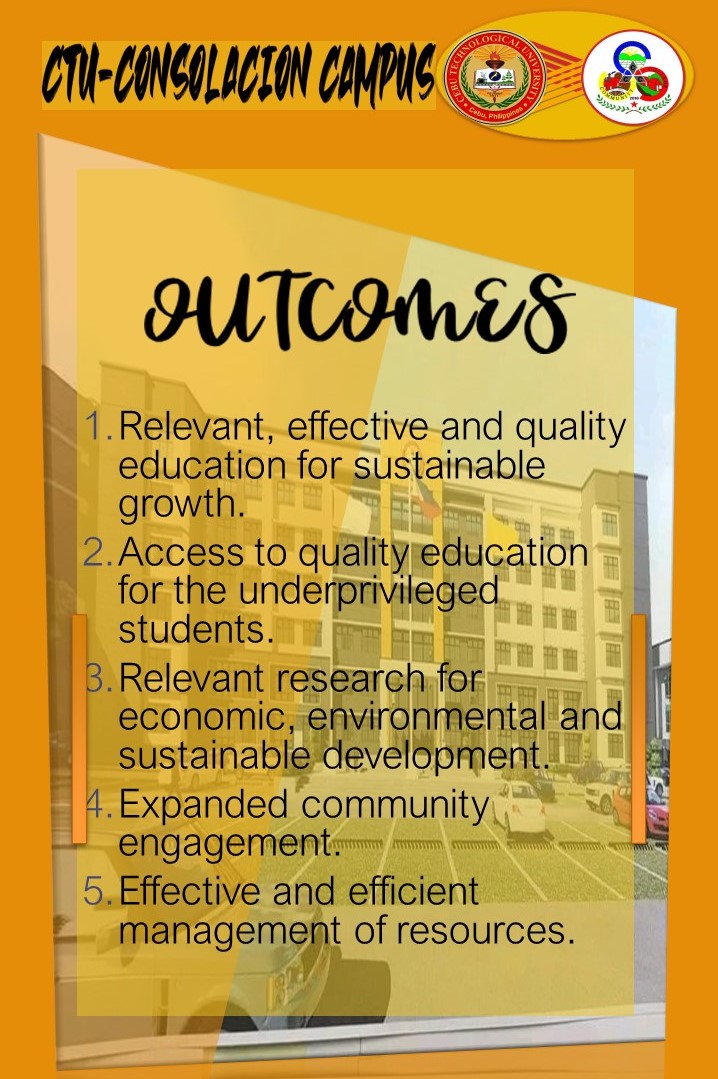 CTU-CONSOLACION CAMPUS
CEBU TECHNOLOGICAL UNIVERSITY
Cebu, Philippines
OUTCOMES
1. Relevant, effective and quality
education for sustainable
growth.
2. Access to quality education
for the underprivileged
students.
3. Relevant research for
economic, environmental and
sustainable development.
4. Expanded community
engagement.
5. Effective and efficient
management of resources.